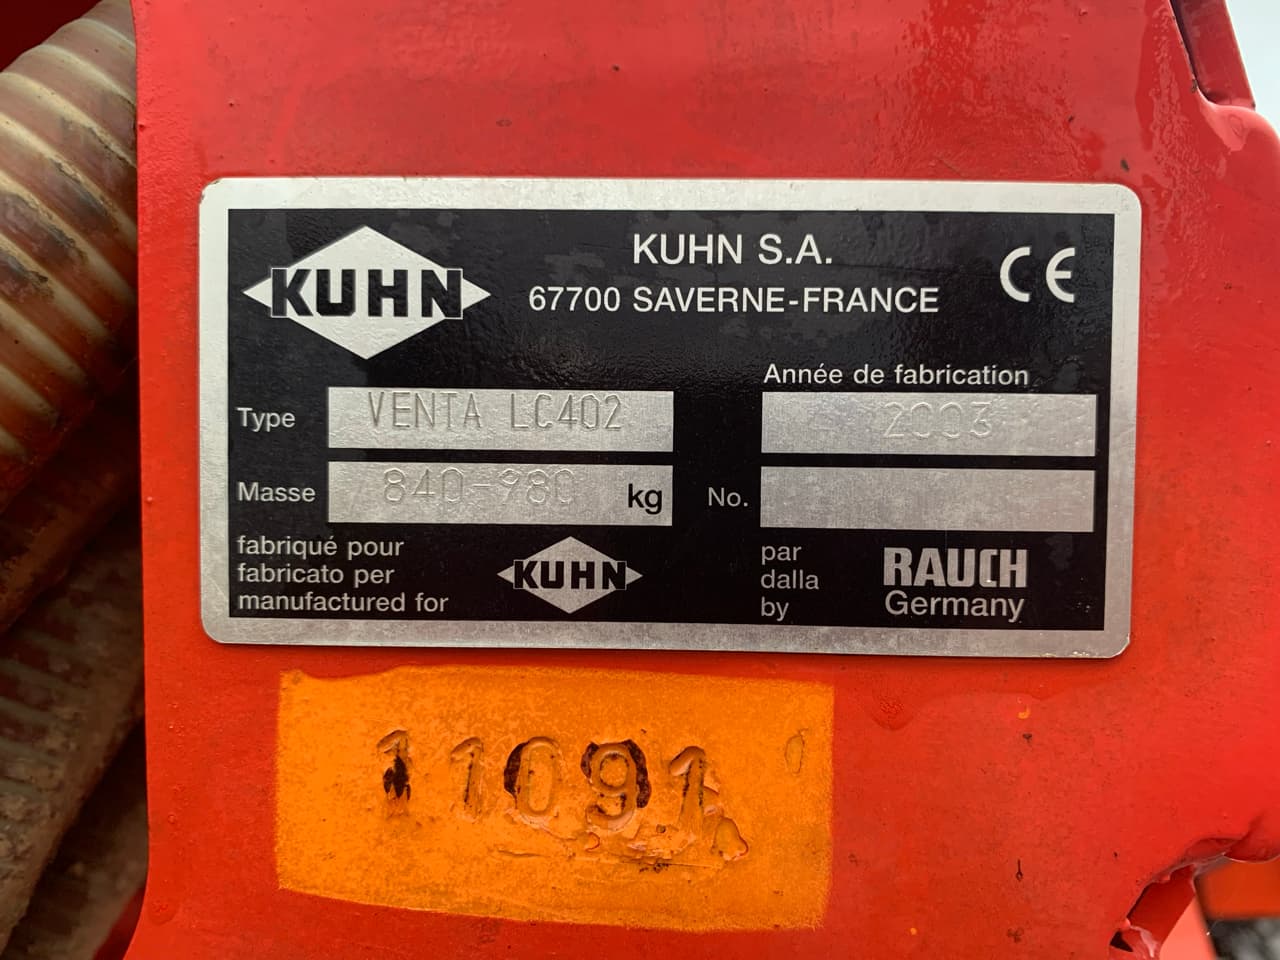 KUHN
KUHN S.A.
67700 SAVERNE-FRANCE
CE
Année de fabrication
Type VENTA LC402
2003
Masse 840-980 kg
No.
fabriqué pour
fabricato per
manufactured for
KUHN
par
dalla
by
RAUCH
Germany
11091